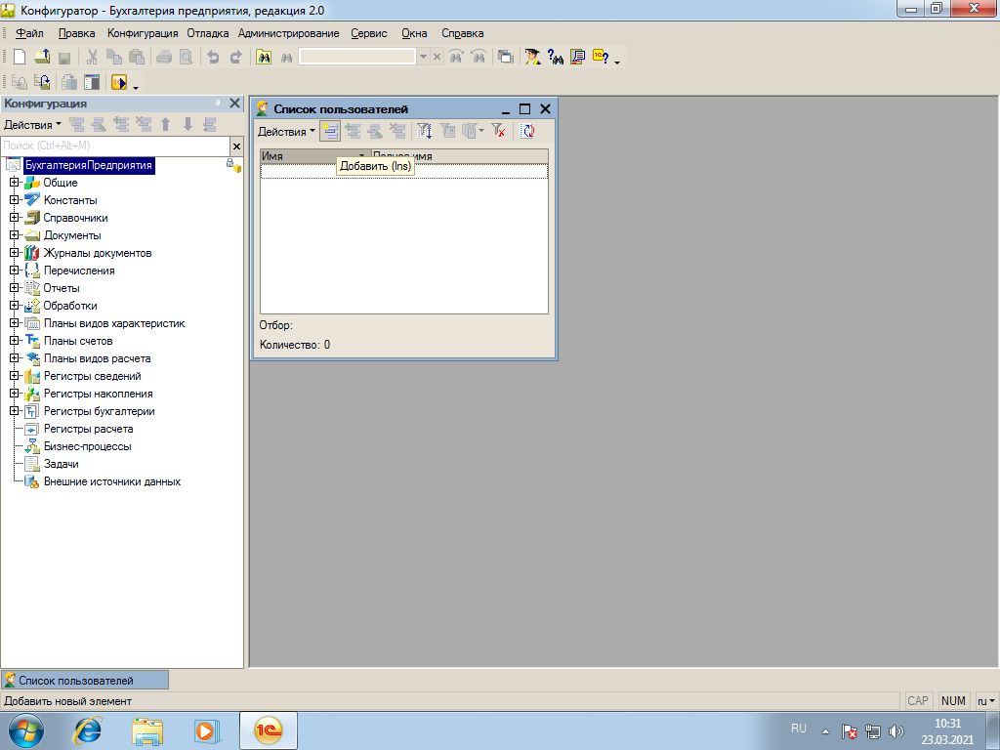 Конфигуратор - Бухгалтерия предприятия, редакция 2.0
Файл Правка Конфигурация Отладка Администрирование Сервис Окна Справка
Конфигурация
Действия
Поиск (Ctrl+Alt+M)
БухгалтерияПредприятия
Общие
Константы
Справочники
Документы
Журналы документов
Перечисления
Отчеты
Обработки
Планы видов характеристик
Планы счетов
Планы видов расчета
Регистры сведений
Регистры накопления
Регистры бухгалтерии
Регистры расчета
Бизнес-процессы
Задачи
Внешние источники данных
Список пользователей
Действия
Имя Полное имя
Добавить (Ins)
Отбор:
Количество: 0
Список пользователей
Добавить новый элемент
CAP NUM ru
1С
RU
10:31
23.03.2021